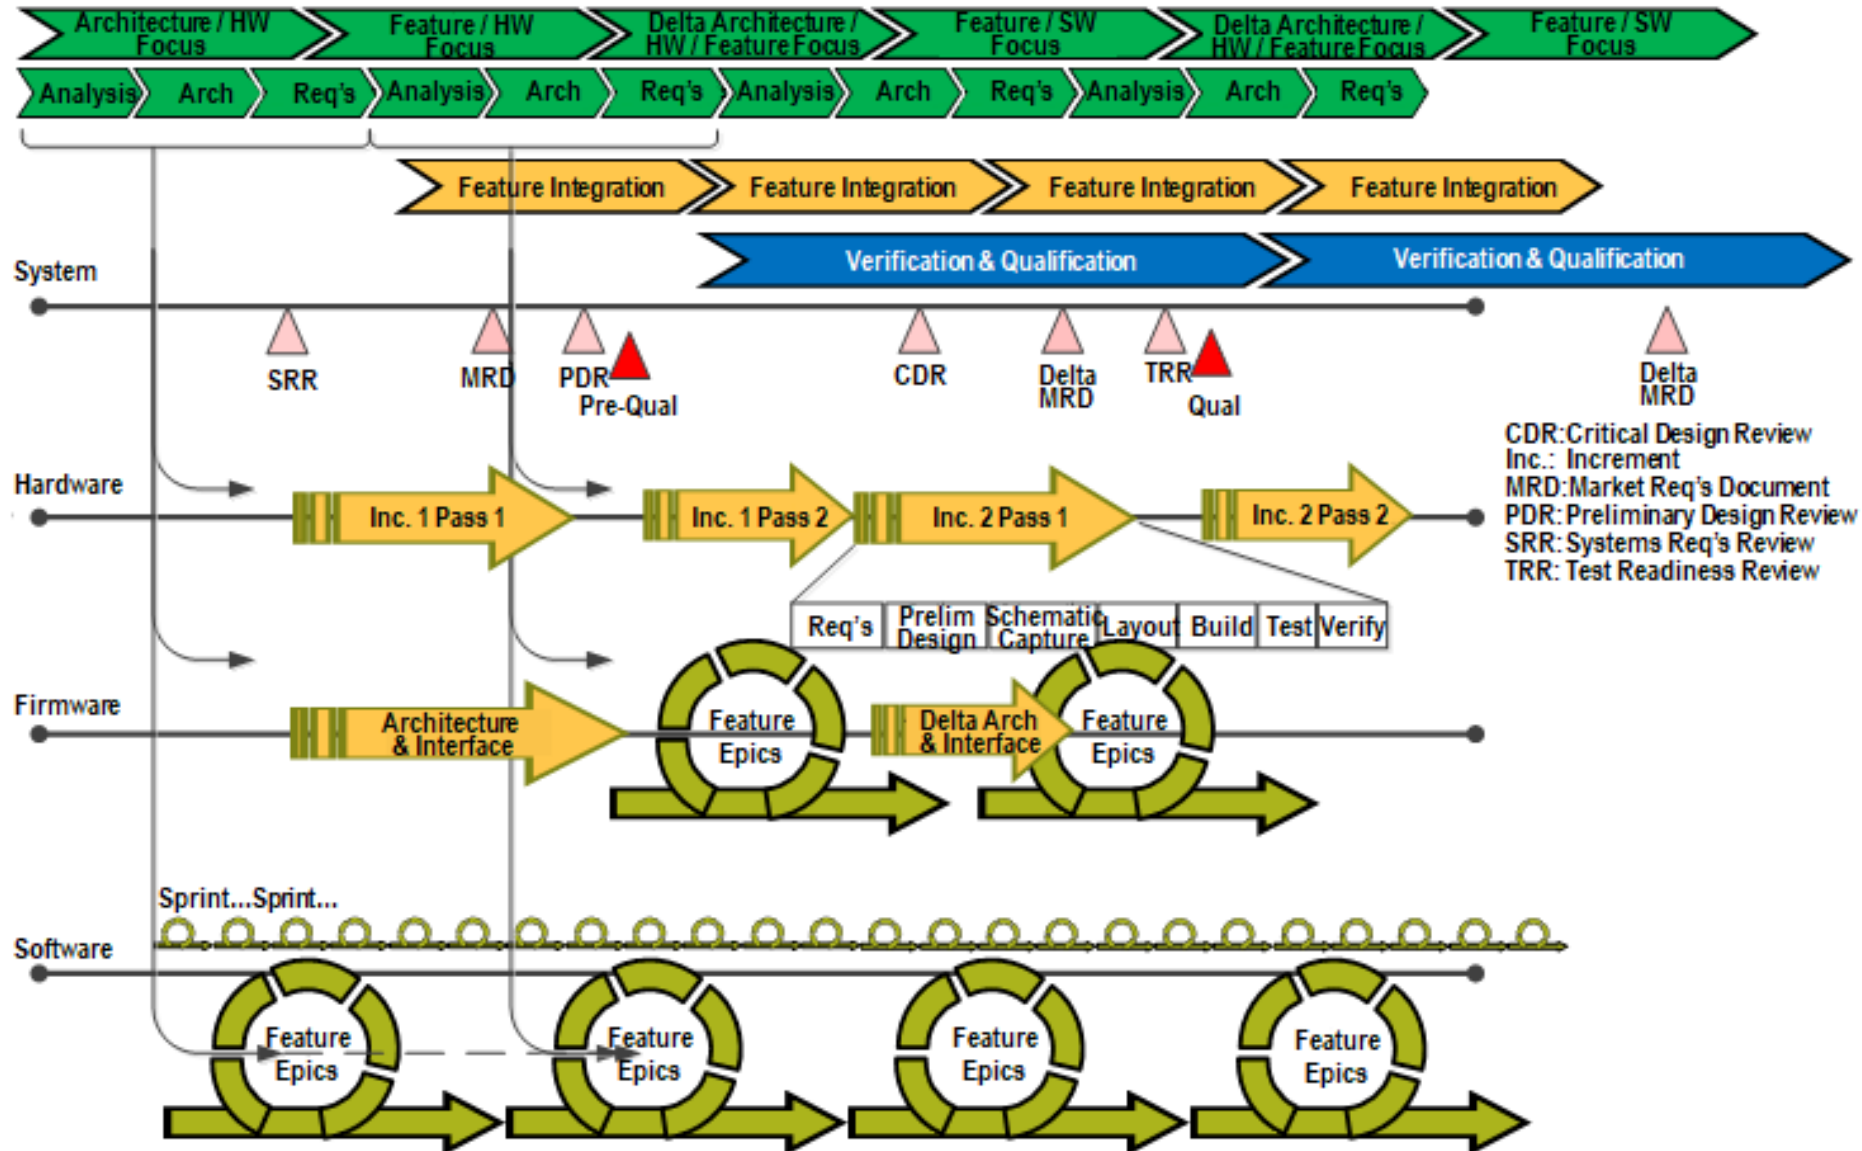 Architecture / HW
Focus
Feature / HW
Focus
Delta Architecture /
HW / Feature Focus
Feature / SW
Focus
Delta Architecture /
HW / Feature Focus
Feature / SW
Focus
Analysis
Arch
Req's
Analysis
Arch
Req's
Analysis
Arch
Req's
Analysis
Arch
Req's
Feature Integration
Feature Integration
Feature Integration
Feature Integration
Verification & Qualification
Verification & Qualification
System
SRR
MRD
PDR
Pre-Qual
CDR
Delta
MRD
TRR
Qual
Delta
MRD
CDR: Critical Design Review
Inc.: Increment
MRD: Market Req's Document
PDR: Preliminary Design Review
SRR: Systems Req's Review
TRR: Test Readiness Review
Hardware
Inc. 1 Pass 1
Inc. 1 Pass 2
Inc. 2 Pass 1
Inc. 2 Pass 2
Req's
Prelim
Design
Schematic
Capture
Layout
Build
Test
Verify
Firmware
Architecture
& Interface
Feature
Epics
Delta Arch
& Interface
Feature
Epics
Sprint...Sprint...
Software
Feature
Epics
Feature
Epics
Feature
Epics
Feature
Epics